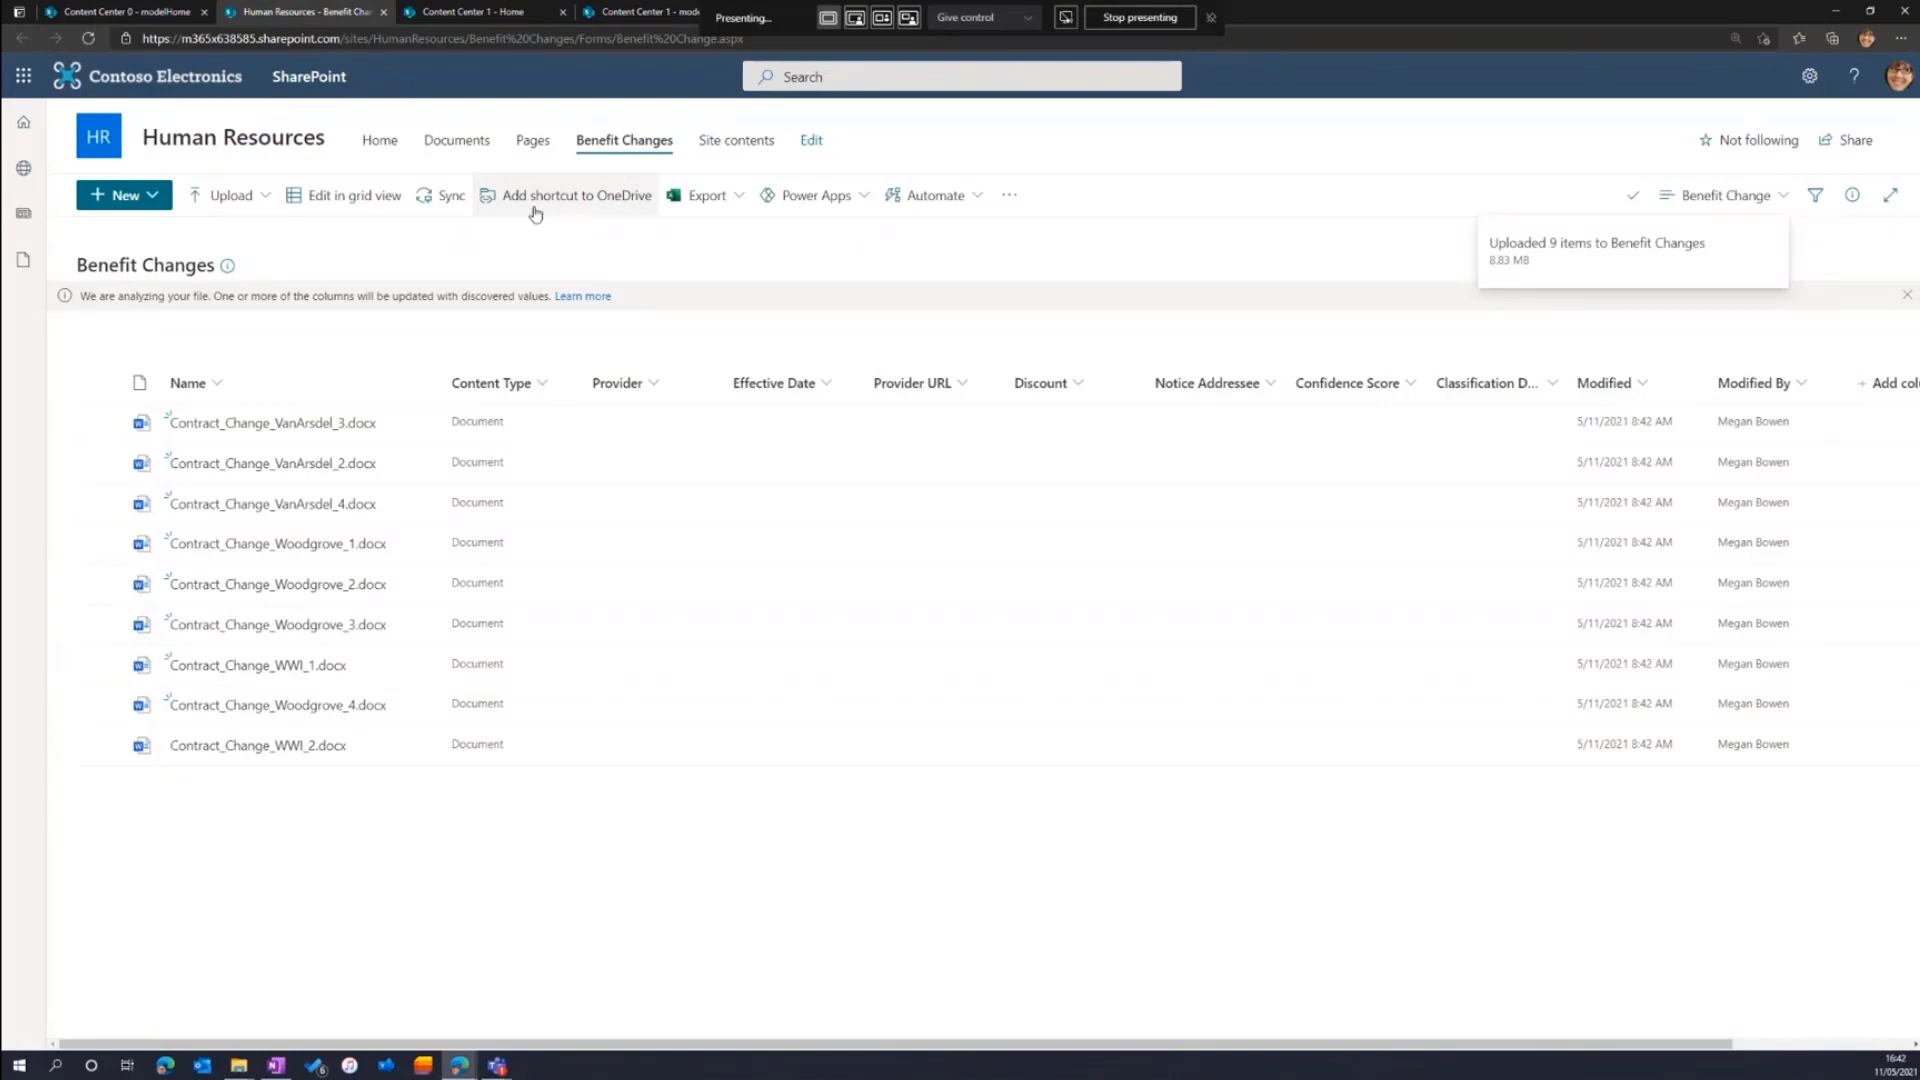 Content Center 0 - modelHome
Human Resources - Benefit Cha
Content Center 1 - Home
Content Center 1 - mode
Presenting...
Give control
Stop presenting
https://m365x638585.sharepoint.com/sites/HumanResources/Benefit%20Changes/Forms/Benefit%20Change.aspx
Contoso Electronics SharePoint
Search
?
HR Human Resources Home Documents Pages Benefit Changes Site contents Edit
Not following Share
+ New Upload Edit in grid view Sync Add shortcut to OneDrive Export Power Apps Automate ...
Benefit Change
Uploaded 9 items to Benefit Changes
8.83 MB
Benefit Changes
We are analyzing your file. One or more of the columns will be updated with discovered values. Learn more
Name Content Type Provider Effective Date Provider URL Discount Notice Addressee Confidence Score Classification D... Modified Modified By + Add colu
Contract_Change_VanArsdel_3.docx Document 5/11/2021 8:42 AM Megan Bowen
Contract_Change_VanArsdel_2.docx Document 5/11/2021 8:42 AM Megan Bowen
Contract_Change_VanArsdel_4.docx Document 5/11/2021 8:42 AM Megan Bowen
Contract_Change_Woodgrove_1.docx Document 5/11/2021 8:42 AM Megan Bowen
Contract_Change_Woodgrove_2.docx Document 5/11/2021 8:42 AM Megan Bowen
Contract_Change_Woodgrove_3.docx Document 5/11/2021 8:42 AM Megan Bowen
Contract_Change_WWI_1.docx Document 5/11/2021 8:42 AM Megan Bowen
Contract_Change_Woodgrove_4.docx Document 5/11/2021 8:42 AM Megan Bowen
Contract_Change_WWI_2.docx Document 5/11/2021 8:42 AM Megan Bowen
16:42
11/05/2021